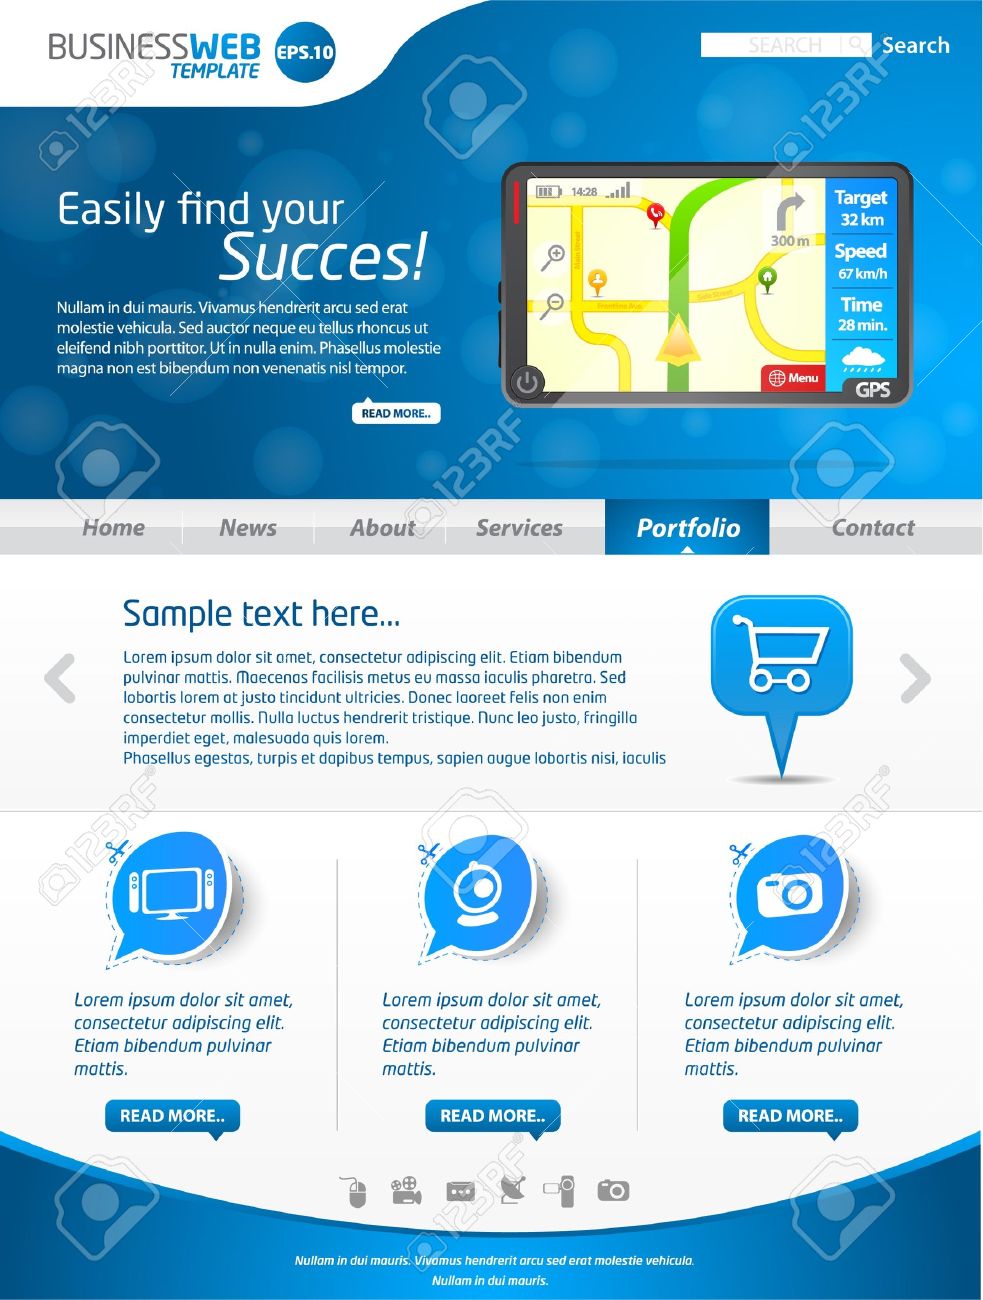 BUSINESSWEB
TEMPLATE
EPS.10
SEARCH
Search
Easily find your
Succes!
Nullam in dui mauris. Vivamus hendrerit arcu sed erat
molestie vehicula. Sed auctor neque eu tellus rhoncus ut
eleifend nibh porttitor. Ut in nulla enim. Phasellus molestie
magna non est bibendum non venenatis nisl tempor.
READ MORE..
14:28
Main Street
Frontline Ave.
Side Street
300 m
Menu
Target
32 km
Speed
67 km/h
Time
28 min.
GPS
Home News About Services Portfolio Contact
Sample text here...
Lorem ipsum dolor sit amet, consectetur adipiscing elit. Etiam bibendum
pulvinar mattis. Maecenas facilisis metus eu massa iaculis pharetra. Sed
lobortis lorem at justo tincidunt ultricies. Donec laoreet felis non enim
consectetur mollis. Nulla luctus hendrerit tristique. Nunc leo justo, fringilla
imperdiet eget, malesuada quis lorem.
Phasellus egestas, turpis et dapibus tempus, sapien augue lobortis nisi, iaculis
Lorem ipsum dolor sit amet,
consectetur adipiscing elit.
Etiam bibendum pulvinar
mattis.
READ MORE..
Lorem ipsum dolor sit amet,
consectetur adipiscing elit.
Etiam bibendum pulvinar
mattis.
READ MORE..
Lorem ipsum dolor sit amet,
consectetur adipiscing elit.
Etiam bibendum pulvinar
mattis.
READ MORE..
Nullam in dui mauris. Vivamus hendrerit arcu sed erat molestie vehicula.
Nullam in dui mauris.
123RF